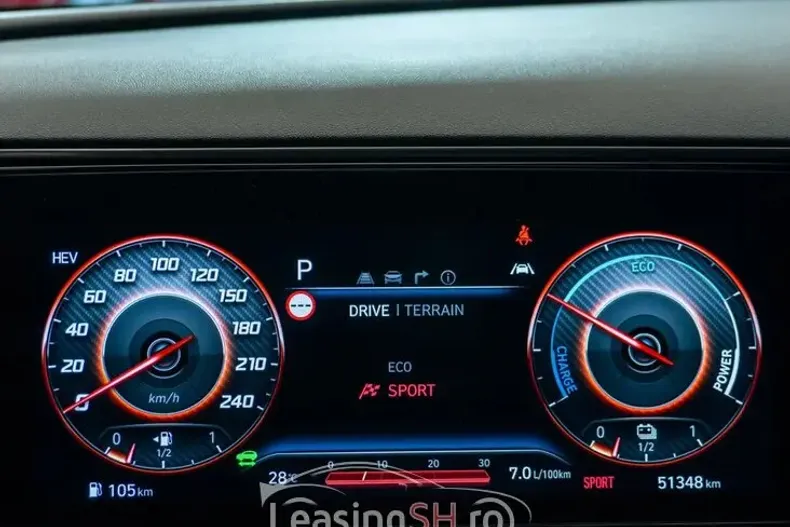 HEV
0 20 40 60 80 100 120 150 180 210 240
km/h
0 1/2 1
105 km
P
DRIVE | TERRAIN
ECO
SPORT
28°C
0 10 20 30
7.0 L/100km
ECO
CHARGE
POWER
0 1/2 1
SPORT
51348 km
LeasingSH.ro